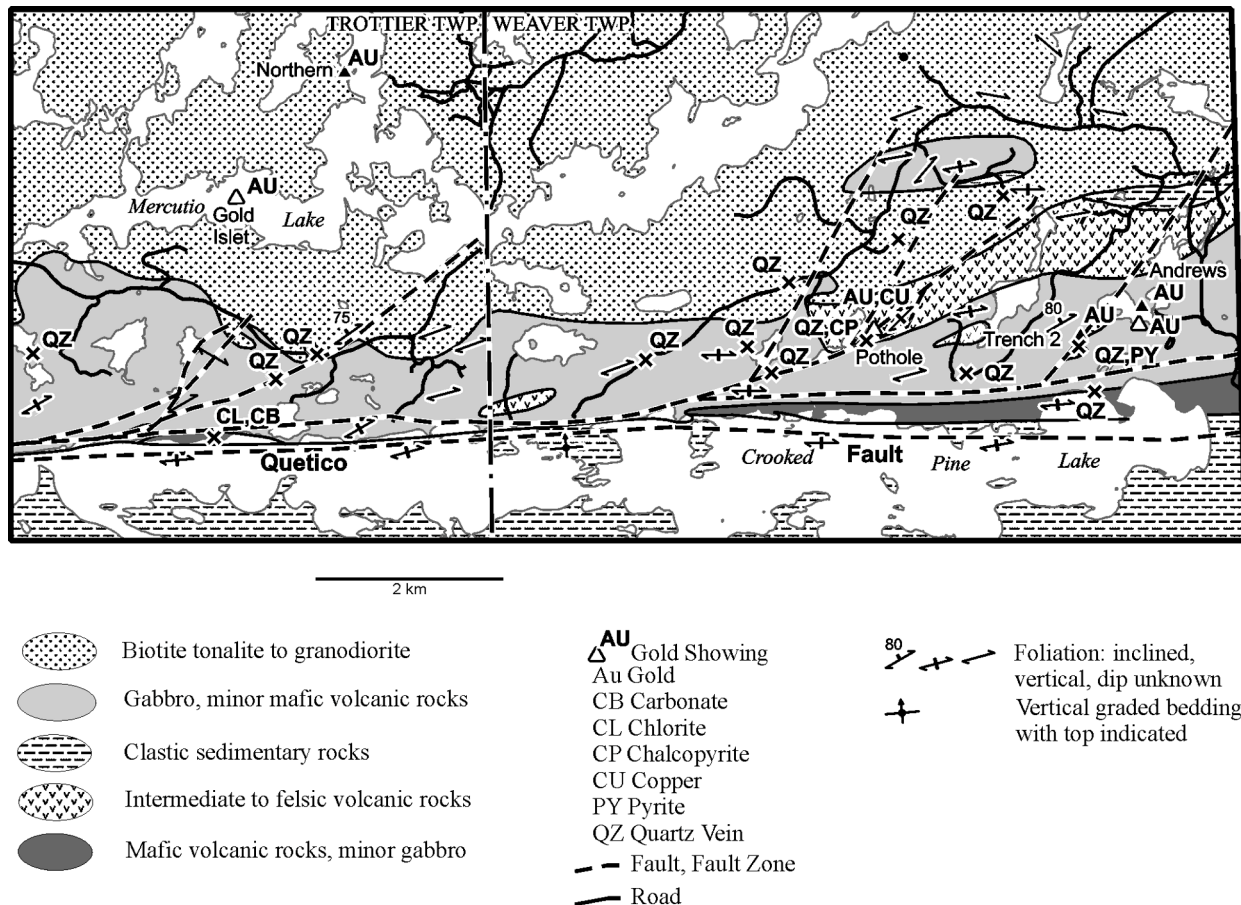 TROTTIER TWP WEAVER TWP
Northern AU
AU
Mercutio Lake
Gold
Islet
QZ
QZ
QZ
75
QZ
CL,CB
Quetico
QZ
QZ
QZ
AU,CU
QZ,CP
Pothole
QZ
QZ
QZ
80
Trench 2
QZ
AU
QZ,PY
Andrews
AU
AU
QZ
Crooked Fault Pine Lake
2 km
Biotite tonalite to granodiorite
Gabbro, minor mafic volcanic rocks
Clastic sedimentary rocks
Intermediate to felsic volcanic rocks
Mafic volcanic rocks, minor gabbro
AU
Gold Showing
Au Gold
CB Carbonate
CL Chlorite
CP Chalcopyrite
CU Copper
PY Pyrite
QZ Quartz Vein
Fault, Fault Zone
Road
80
Foliation: inclined,
vertical, dip unknown
Vertical graded bedding
with top indicated